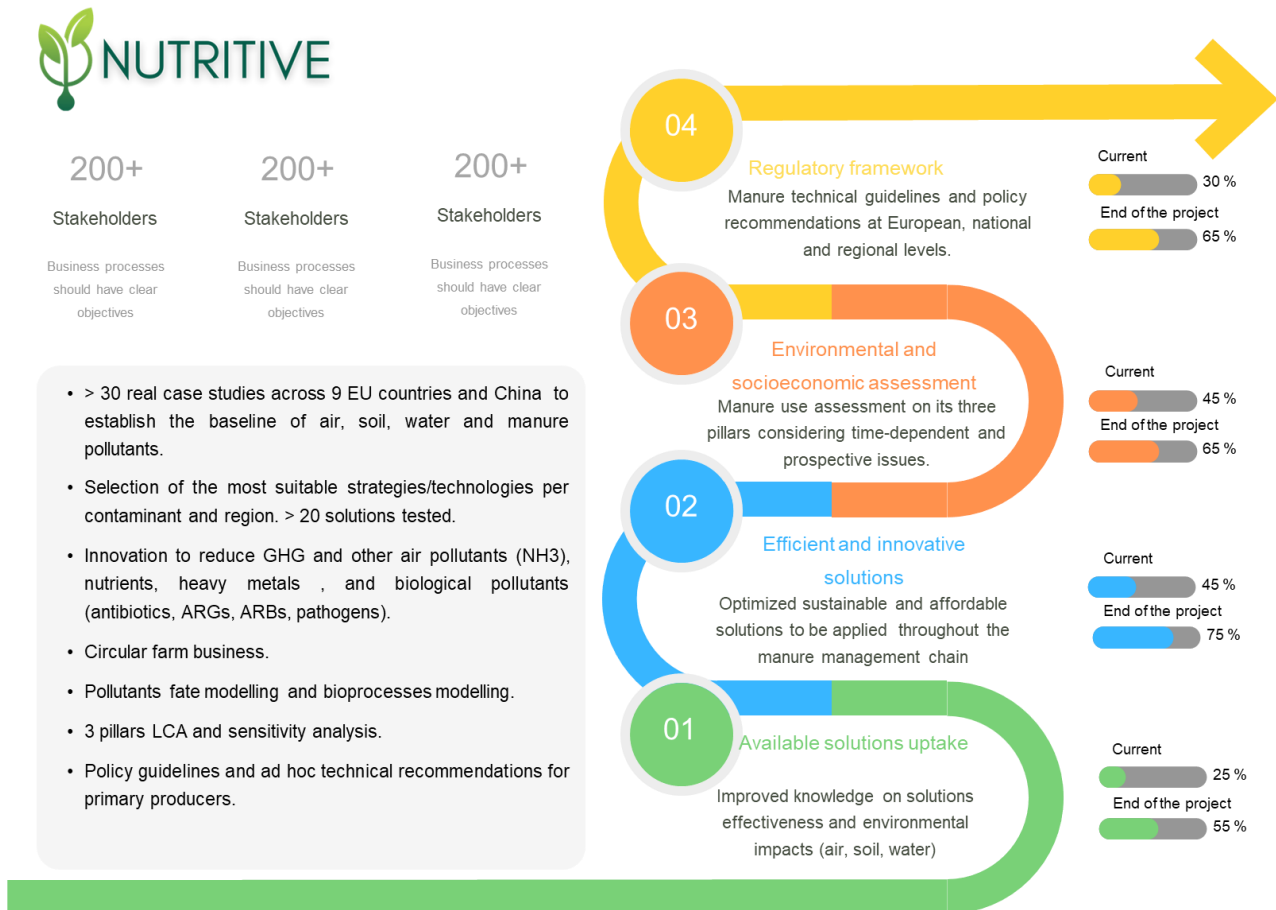 NUTRITIVE
200+
Stakeholders
Business processes
should have clear
objectives
200+
Stakeholders
Business processes
should have clear
objectives
200+
Stakeholders
Business processes
should have clear
objectives
• > 30 real case studies across 9 EU countries and China to
establish the baseline of air, soil, water and manure
pollutants.
• Selection of the most suitable strategies/technologies per
contaminant and region. > 20 solutions tested.
• Innovation to reduce GHG and other air pollutants (NH3),
nutrients, heavy metals , and biological pollutants
(antibiotics, ARGs, ARBs, pathogens).
• Circular farm business.
• Pollutants fate modelling and bioprocesses modelling.
• 3 pillars LCA and sensitivity analysis.
• Policy guidelines and ad hoc technical recommendations for
primary producers.
04
Regulatory framework
Manure technical guidelines and policy
recommendations at European, national
and regional levels.
Current
30 %
End of the project
65 %
03
Environmental and
socioeconomic assessment
Manure use assessment on its three
pillars considering time-dependent and
prospective issues.
Current
45 %
End of the project
65 %
02
Efficient and innovative
solutions
Optimized sustainable and affordable
solutions to be applied throughout the
manure management chain
Current
45 %
End of the project
75 %
01
Available solutions uptake
Improved knowledge on solutions
effectiveness and environmental
impacts (air, soil, water)
Current
25 %
End of the project
55 %